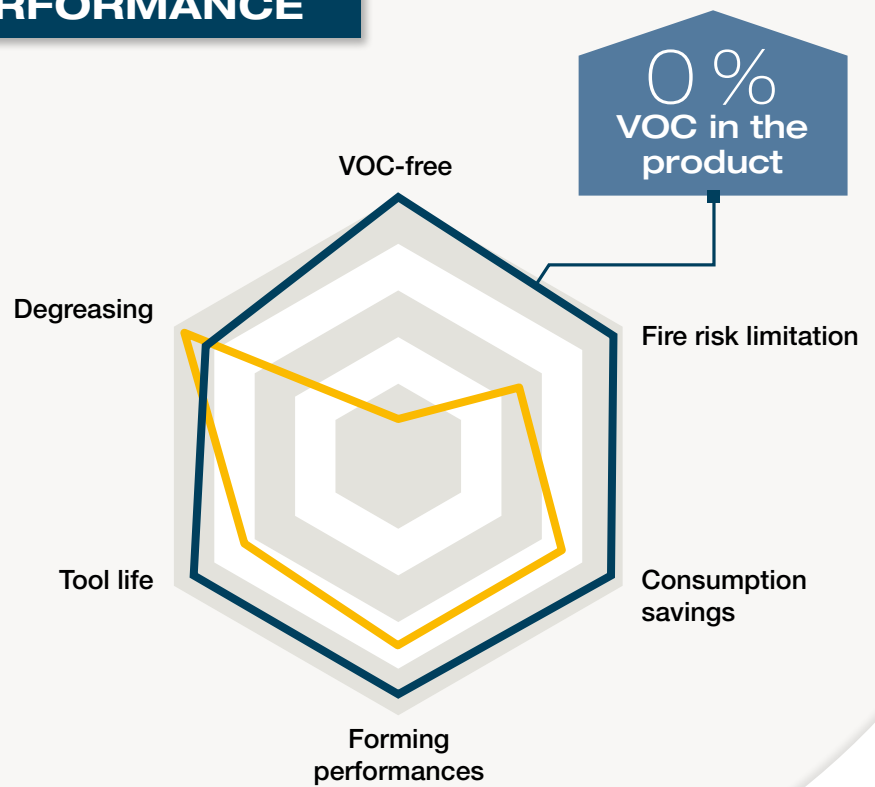 RFORMANCE
0 %
VOC in the
product
VOC-free
Degreasing
Fire risk limitation
Tool life
Consumption
savings
Forming
performances